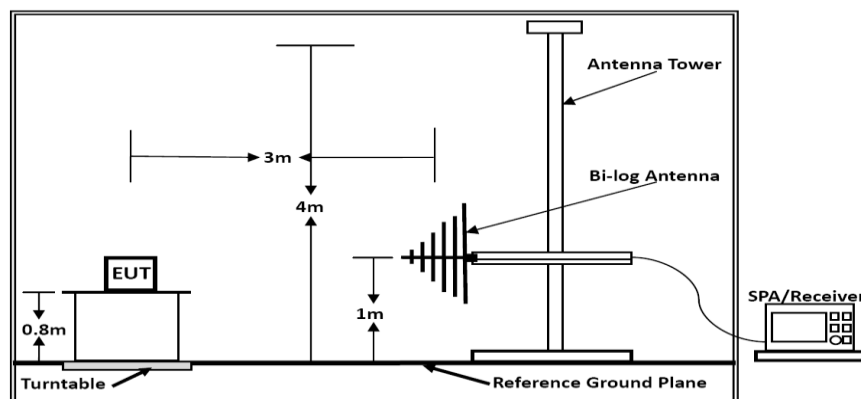 Antenna Tower
3m
Bi-log Antenna
4m
EUT
SPA/Receiver
0.8m
1m
Turntable
Reference Ground Plane